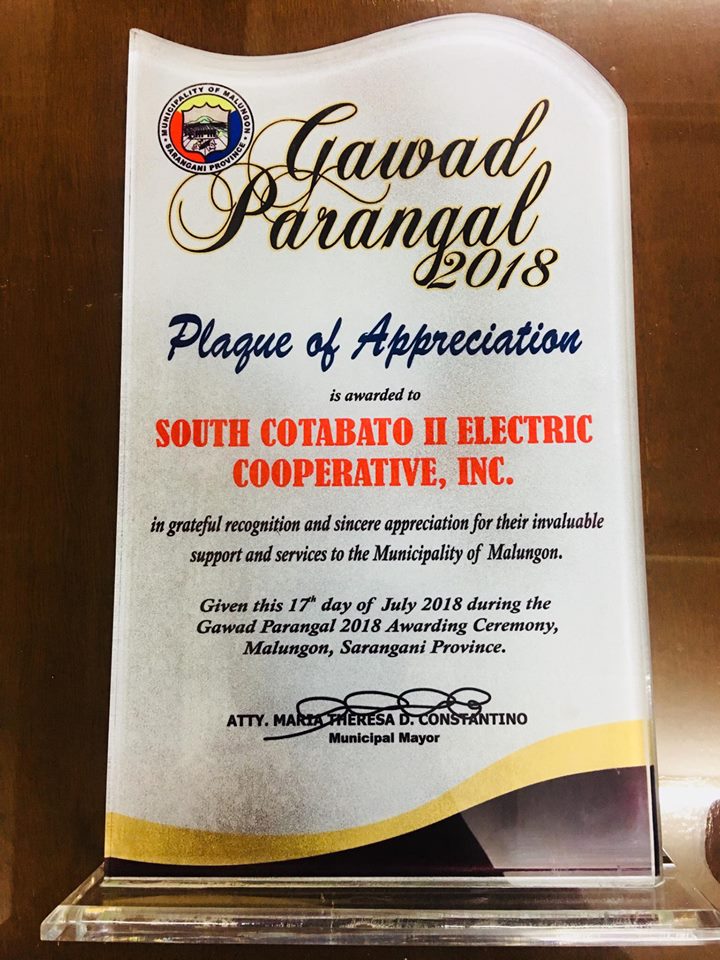 MUNICIPALITY OF MALUNGON
SARANGANI PROVINCE
Gawad
Parangal
2018
Plaque of Appreciation
is awarded to
SOUTH COTABATO II ELECTRIC
COOPERATIVE, INC.
in grateful recognition and sincere appreciation for their invaluable
support and services to the Municipality of Malungon.
Given this 17th day of July 2018 during the
Gawad Parangal 2018 Awarding Ceremony,
Malungon, Sarangani Province.
ATTY. MARIA THERESA D. CONSTANTINO
Municipal Mayor